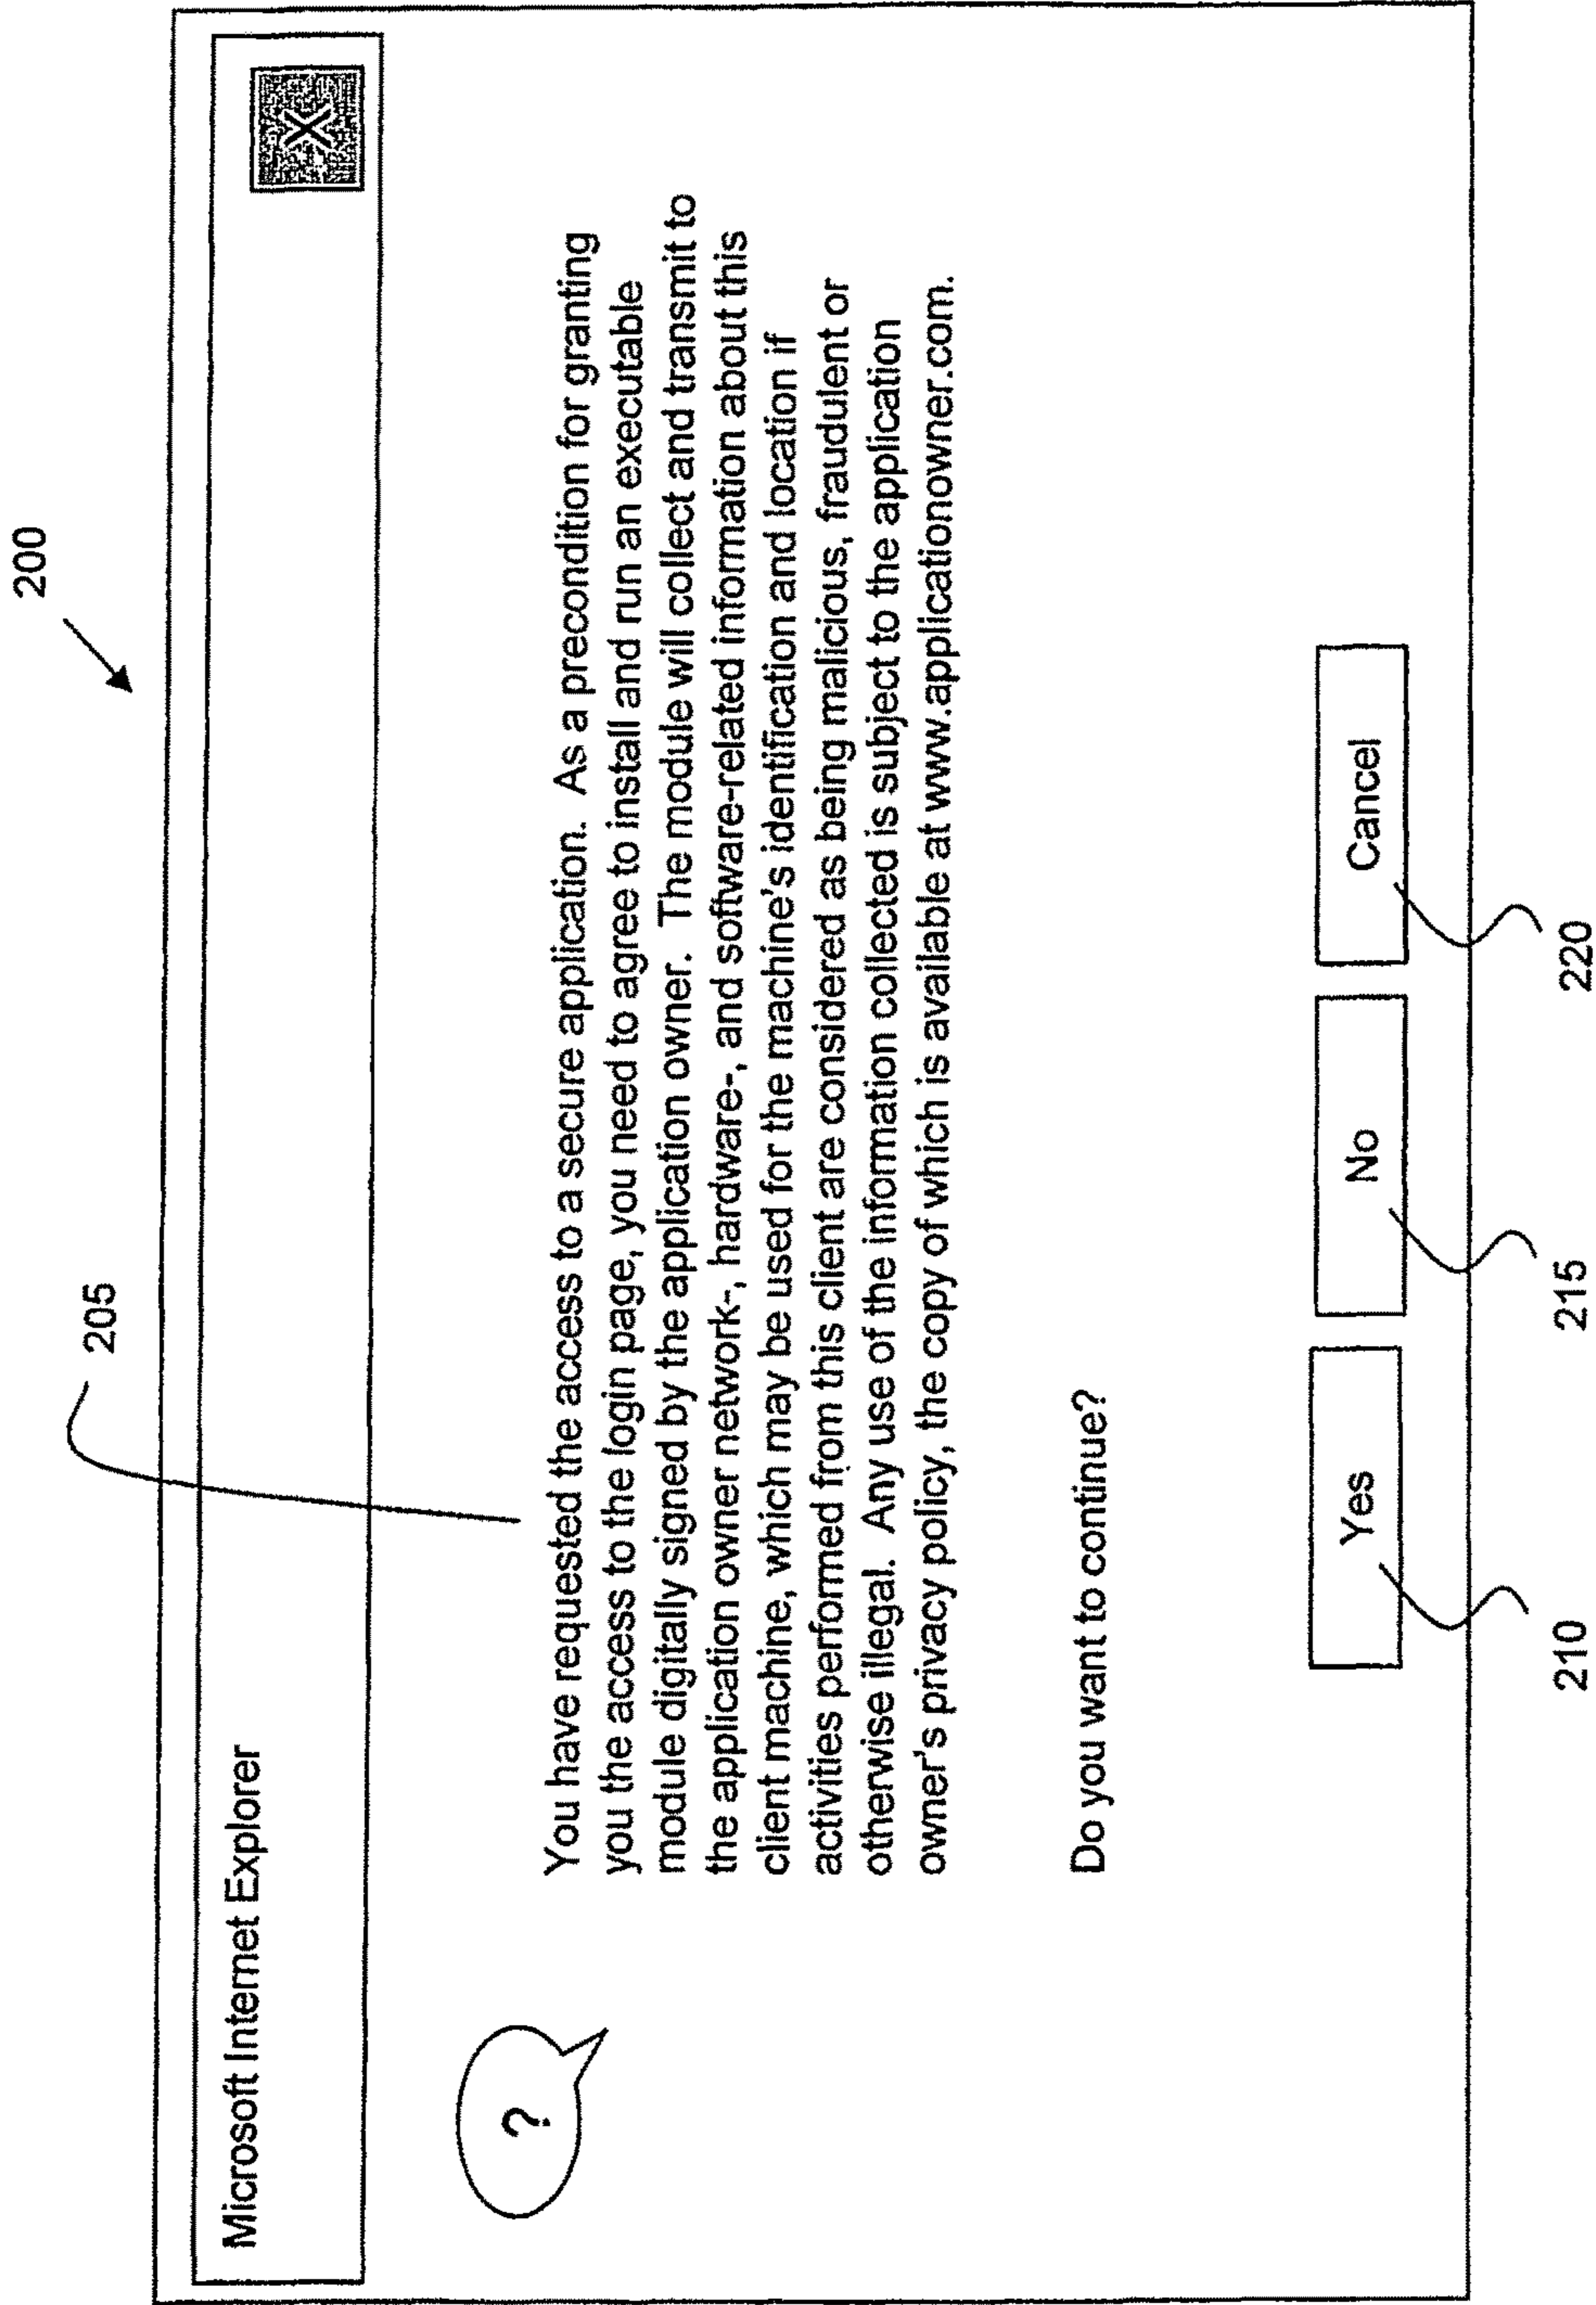 200
205
Microsoft Internet Explorer
X
?
You have requested the access to a secure application. As a precondition for granting
you the access to the login page, you need to agree to install and run an executable
module digitally signed by the application owner. The module will collect and transmit to
the application owner network-, hardware-, and software-related information about this
client machine, which may be used for the machine's identification and location if
activities performed from this client are considered as being malicious, fraudulent or
otherwise illegal. Any use of the information collected is subject to the application
owner's privacy policy, the copy of which is available at www.applicationowner.com.
Do you want to continue?
Yes
No
Cancel
210
215
220